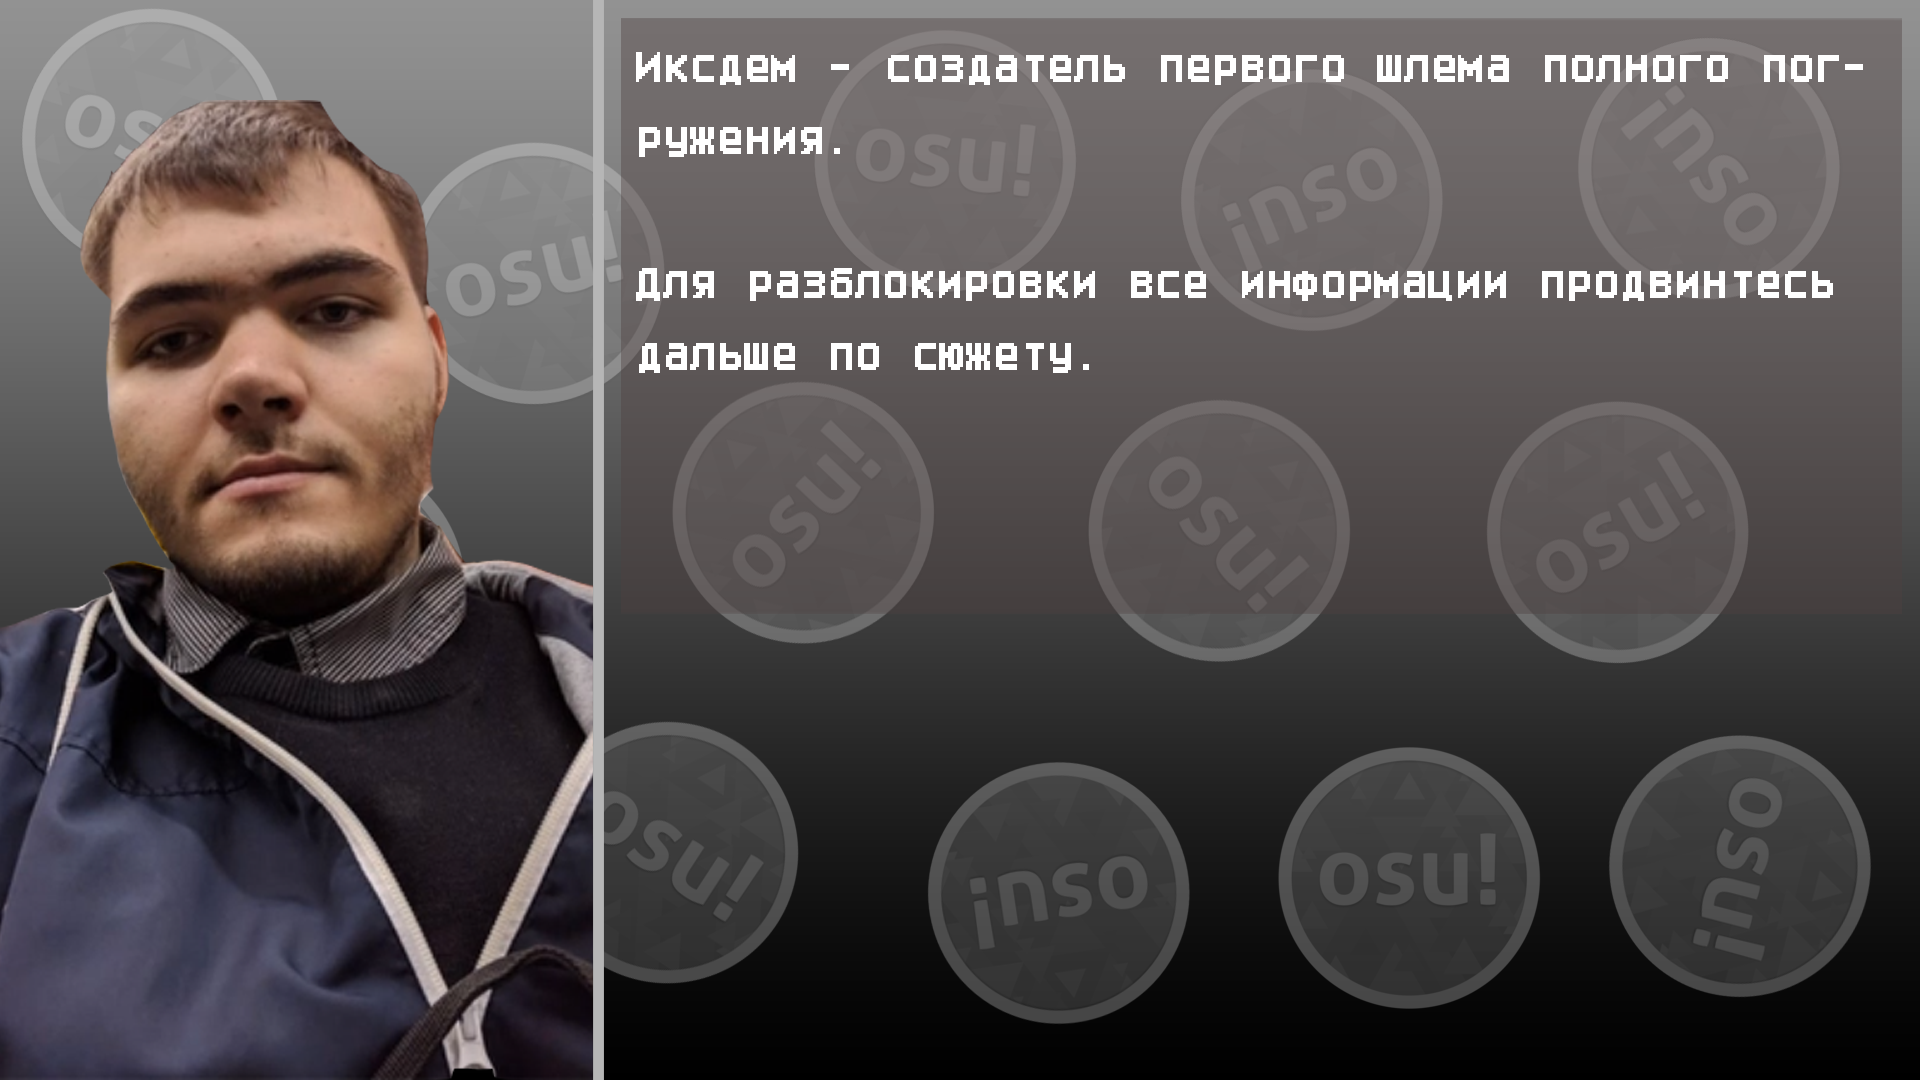 Иксдем - создатель первого шлема полного пог-
ружения.
Для разблокировки все информации продвинтесь
дальше по сюжету.
osu!
osu!
osu!
osu!
osu!
osu!
osu!
osu!
osu!
osu!
osu!
osu!